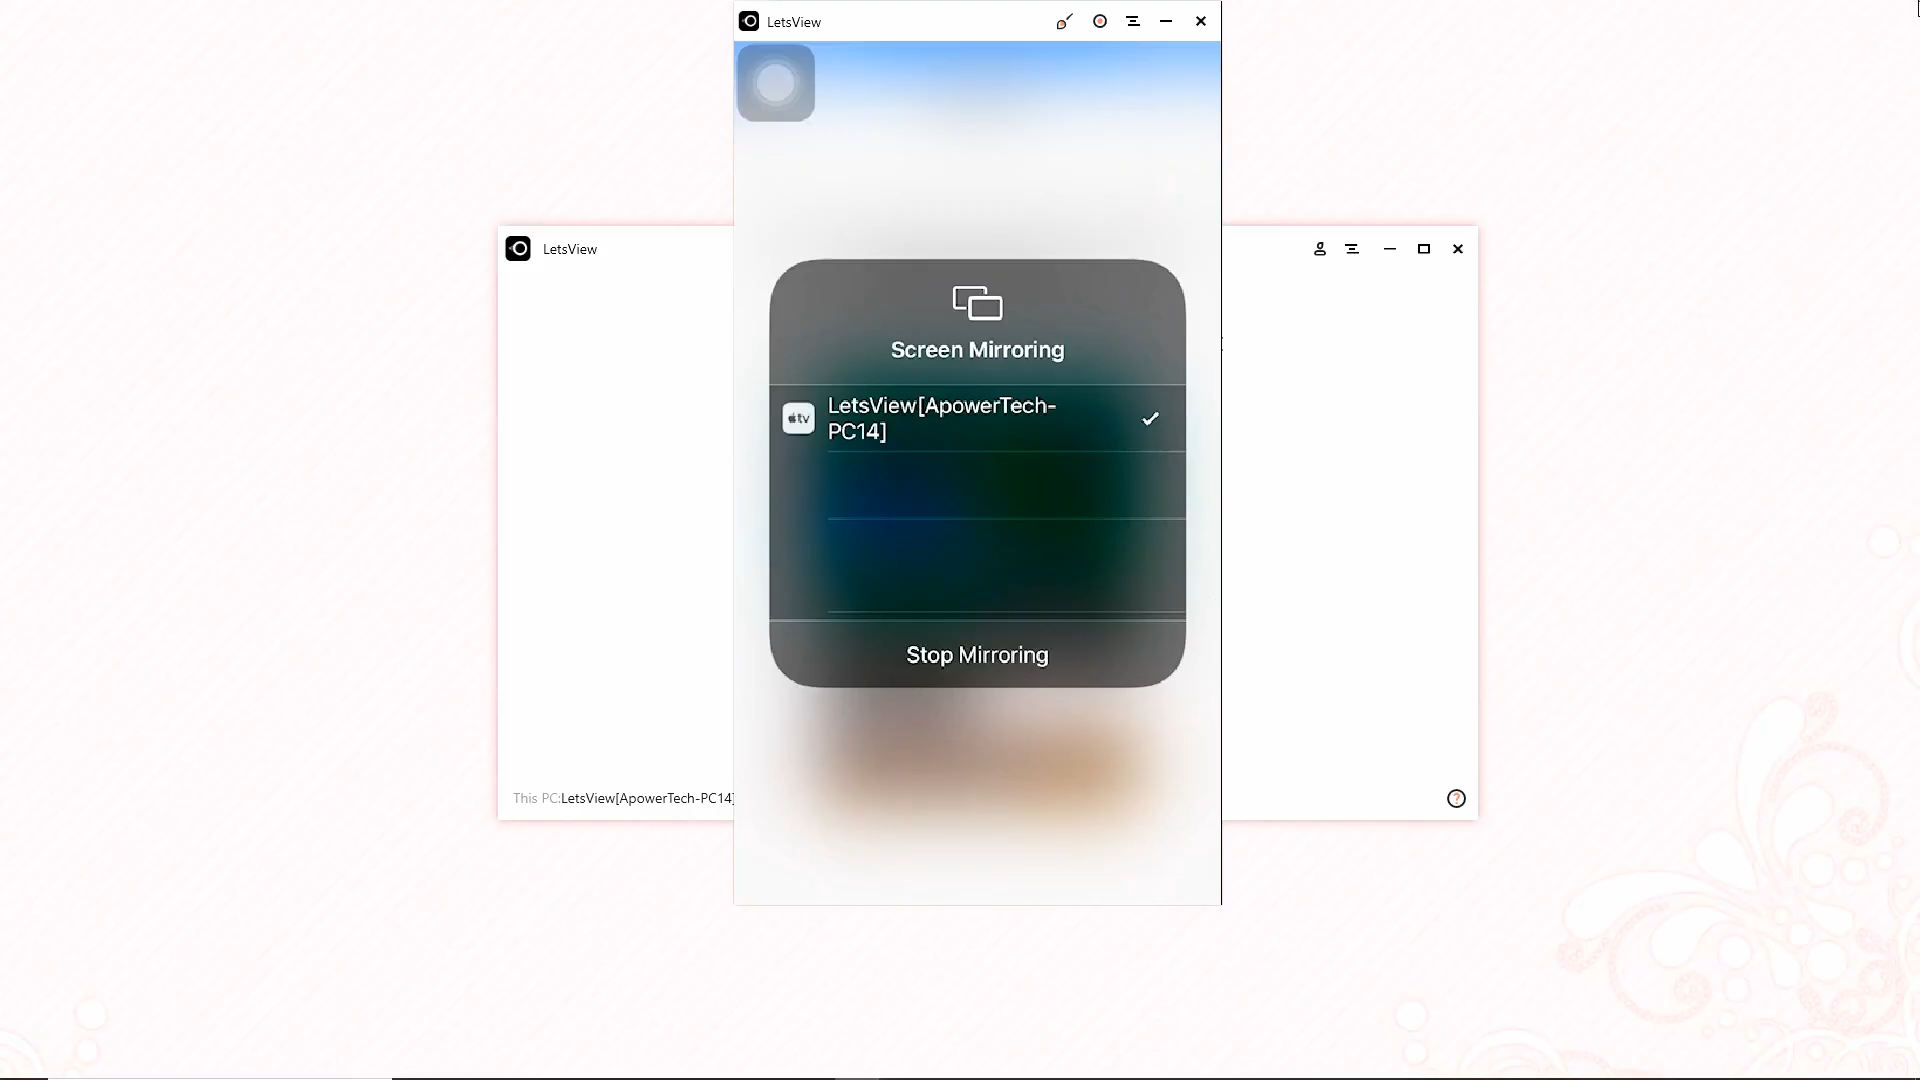 LetsView
LetsView
Screen Mirroring
tv
LetsView[ApowerTech-
PC14]
Stop Mirroring
This PC:LetsView[ApowerTech-PC14]
?